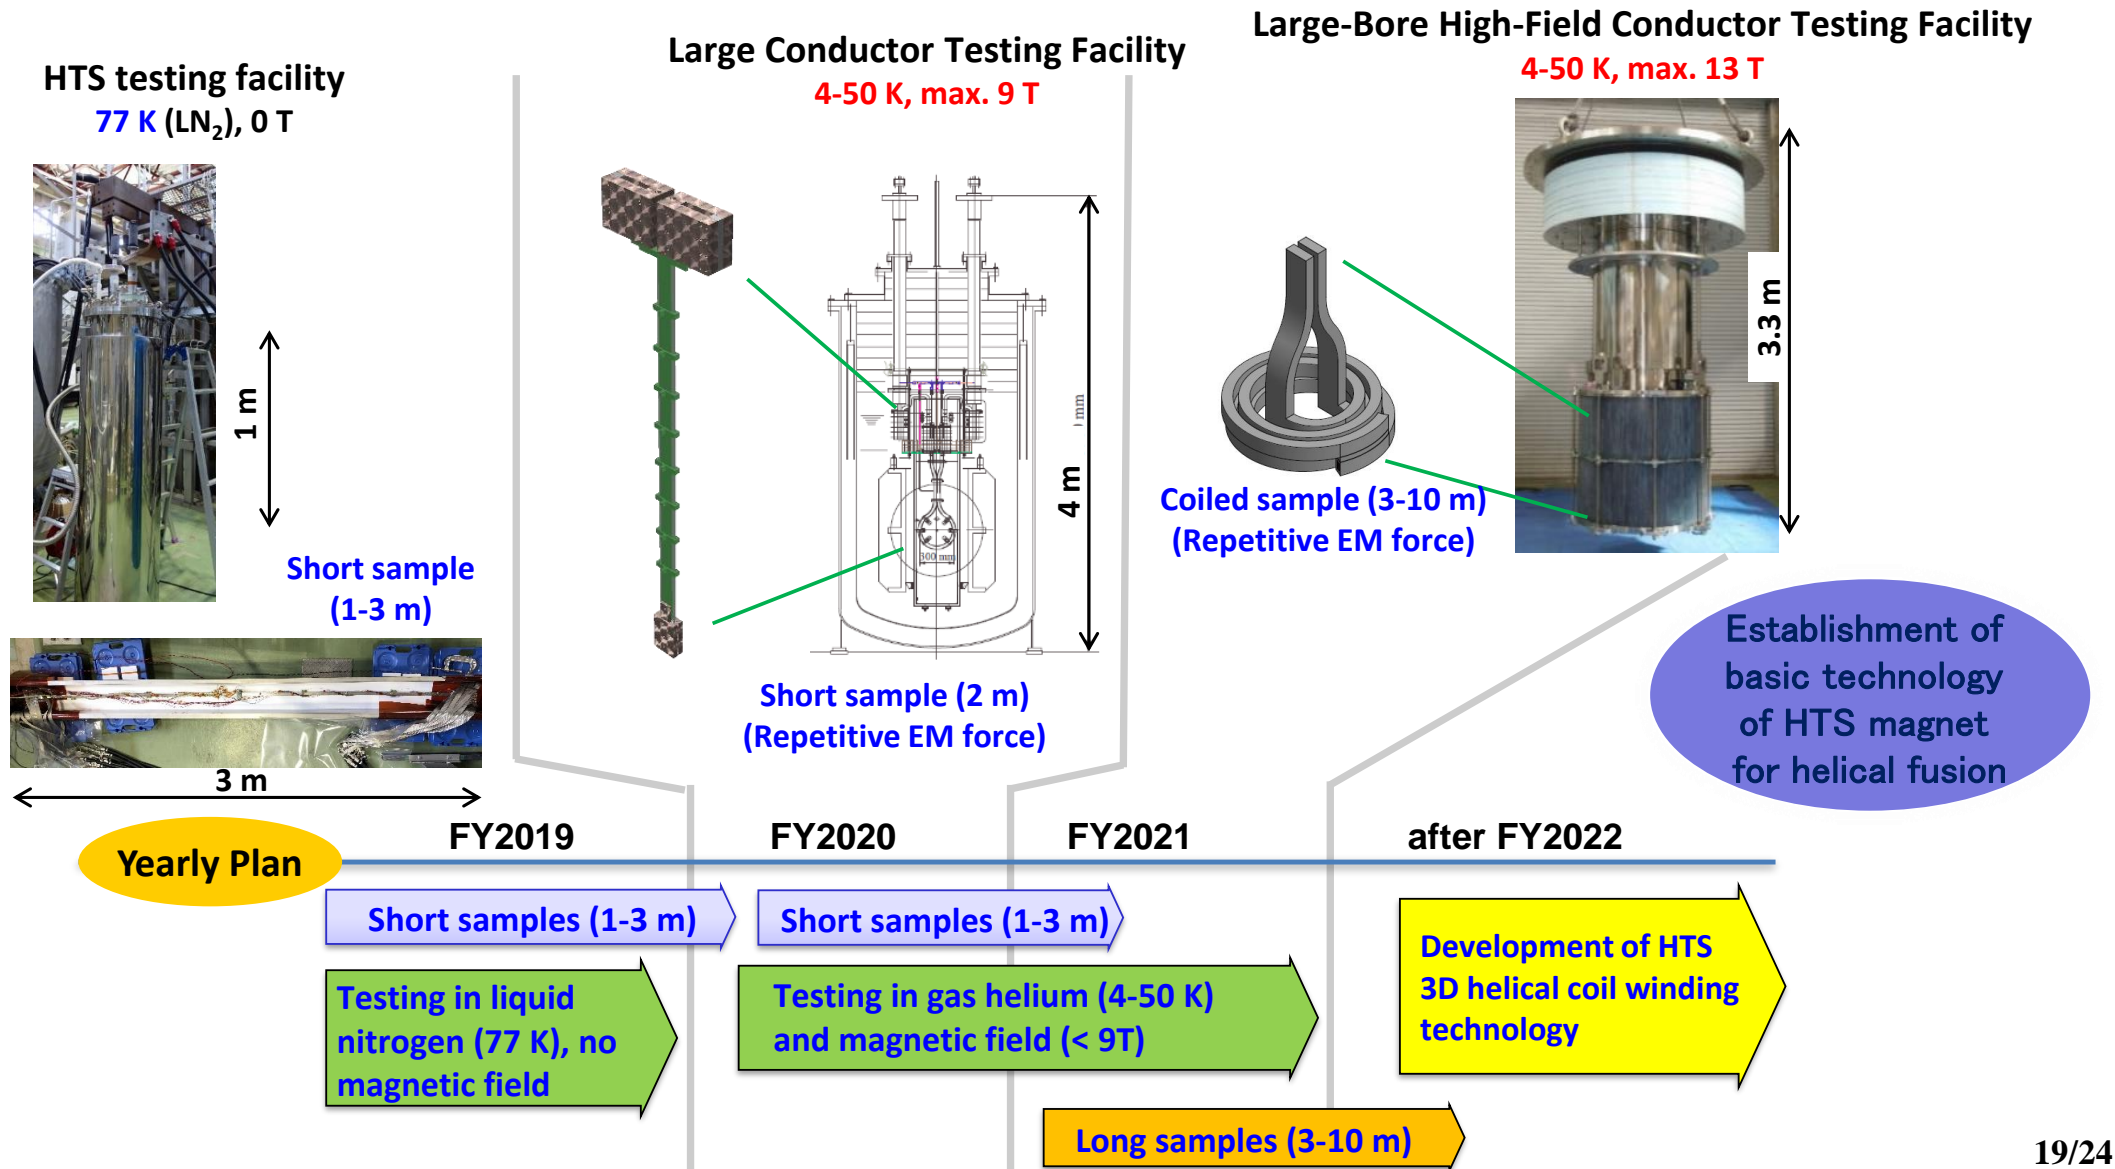 HTS testing facility
77 K (LN₂), 0 T
1 m
Short sample
(1-3 m)
3 m
Large Conductor Testing Facility
4-50 K, max. 9 T
4 m
300 mm
Short sample (2 m)
(Repetitive EM force)
Large-Bore High-Field Conductor Testing Facility
4-50 K, max. 13 T
3.3 m
Coiled sample (3-10 m)
(Repetitive EM force)
Establishment of
basic technology
of HTS magnet
for helical fusion
Yearly Plan
FY2019
FY2020
FY2021
after FY2022
Short samples (1-3 m)
Short samples (1-3 m)
Testing in liquid
nitrogen (77 K), no
magnetic field
Testing in gas helium (4-50 K)
and magnetic field (< 9T)
Development of HTS
3D helical coil winding
technology
Long samples (3-10 m)
19/24